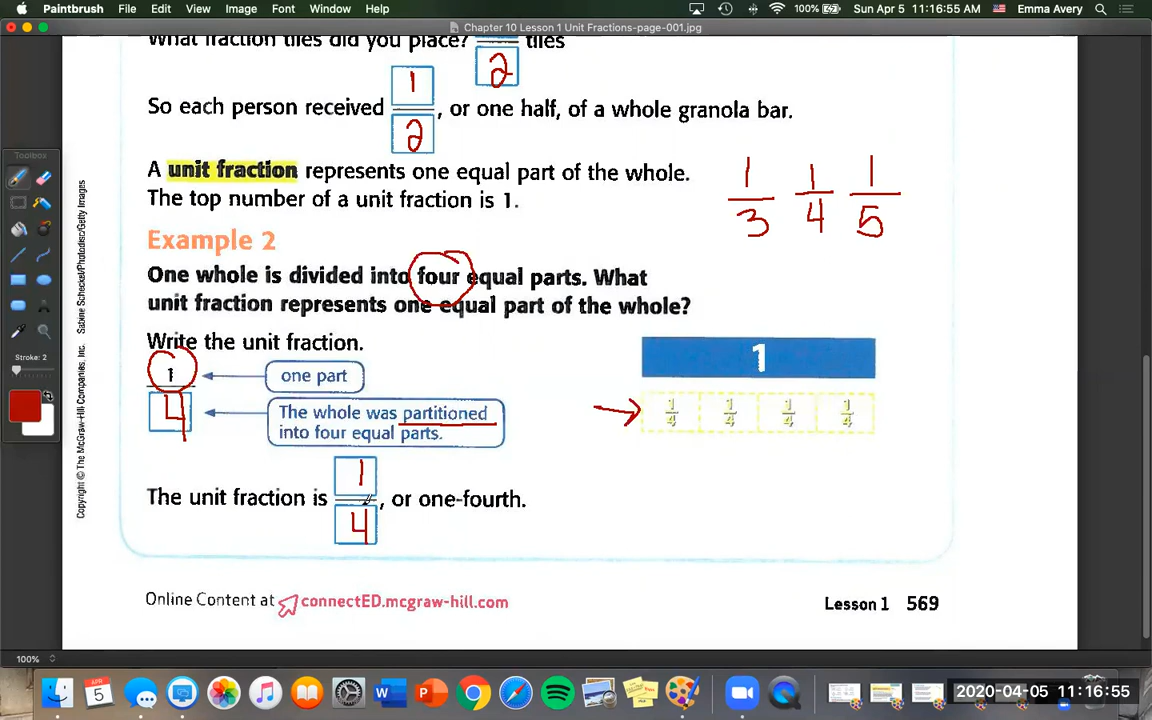 Paintbrush File Edit View Image Font Window Help 100% Sun Apr 5 11:16:55 AM Emma Avery
Chapter 10 Lesson 1 Unit Fractions-page-001.jpg
What fraction tiles did you place? 2 tiles
So each person received 1/2, or one half, of a whole granola bar.
A unit fraction represents one equal part of the whole.
The top number of a unit fraction is 1.
1/3 1/4 1/5
Example 2
One whole is divided into four equal parts. What
unit fraction represents one equal part of the whole?
Write the unit fraction.
1 one part
4 The whole was partitioned
into four equal parts.
1
1/4 1/4 1/4 1/4
The unit fraction is 1/4, or one-fourth.
Online Content at connectED.mcgraw-hill.com
Lesson 1 569
Copyright © The McGraw-Hill Companies, Inc. Sabine Scheckel/Photodisc/Getty Images
Toolbox
Stroke: 2
100%
APR
5
2020-04-05 11:16:55